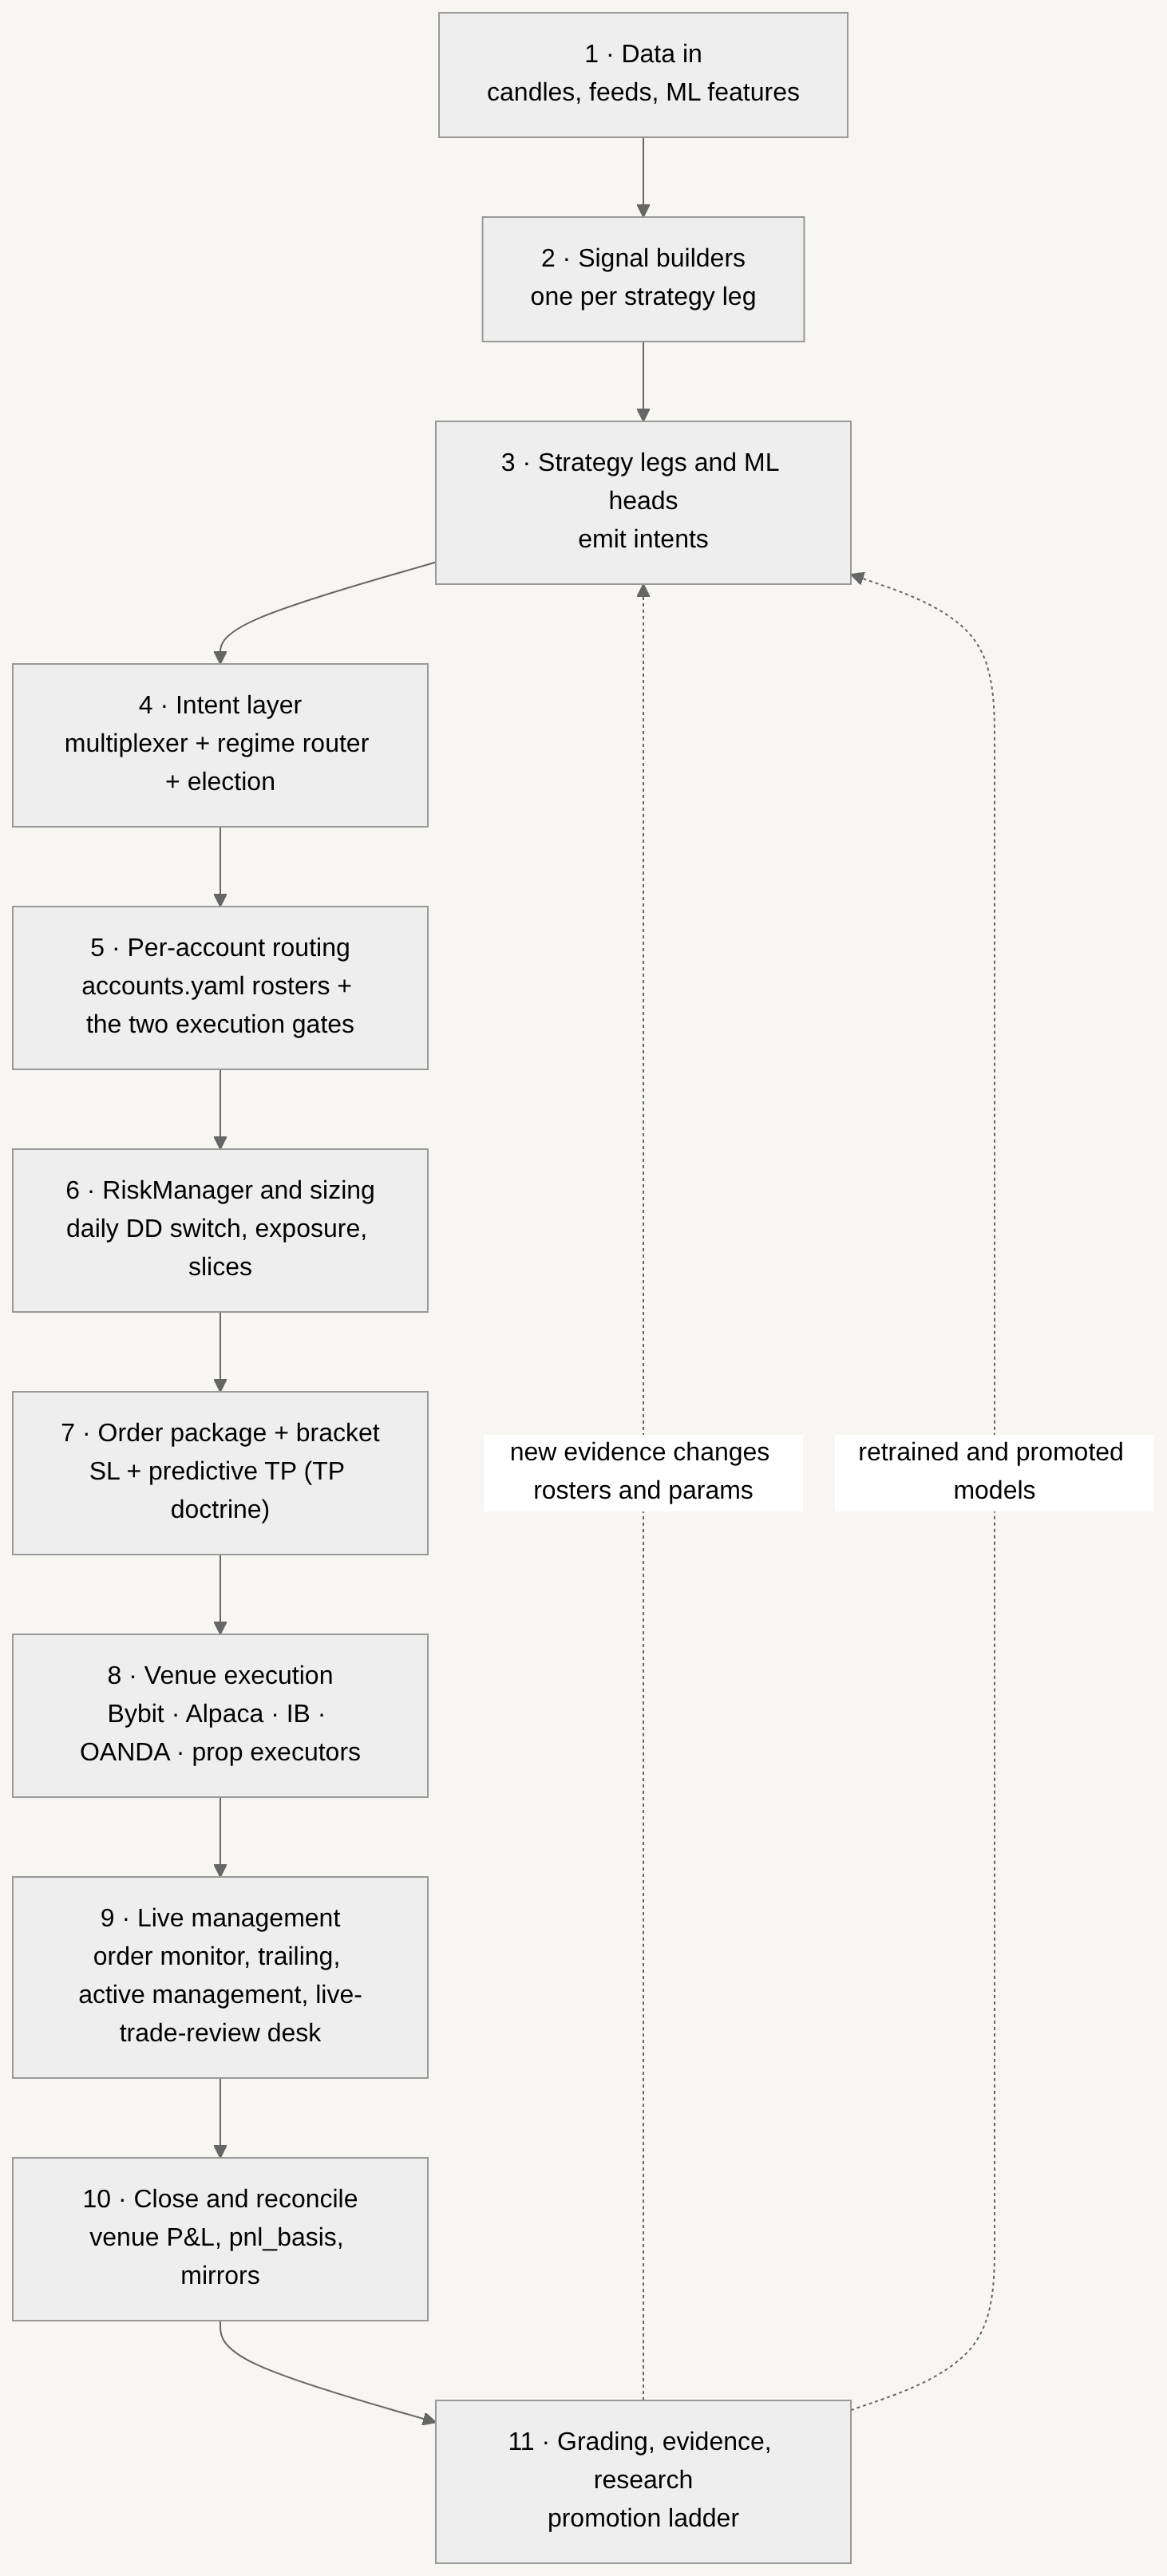 1 · Data in
candles, feeds, ML features
2 · Signal builders
one per strategy leg
3 · Strategy legs and ML
heads
emit intents
4 · Intent layer
multiplexer + regime router
+ election
5 · Per-account routing
accounts.yaml rosters +
the two execution gates
6 · RiskManager and sizing
daily DD switch, exposure,
slices
7 · Order package + bracket
SL + predictive TP (TP
doctrine)
new evidence changes
rosters and params
retrained and promoted
models
8 · Venue execution
Bybit · Alpaca · IB ·
OANDA · prop executors
9 · Live management
order monitor, trailing,
active management, live-
trade-review desk
10 · Close and reconcile
venue P&L, pnl_basis,
mirrors
11 · Grading, evidence,
research
promotion ladder